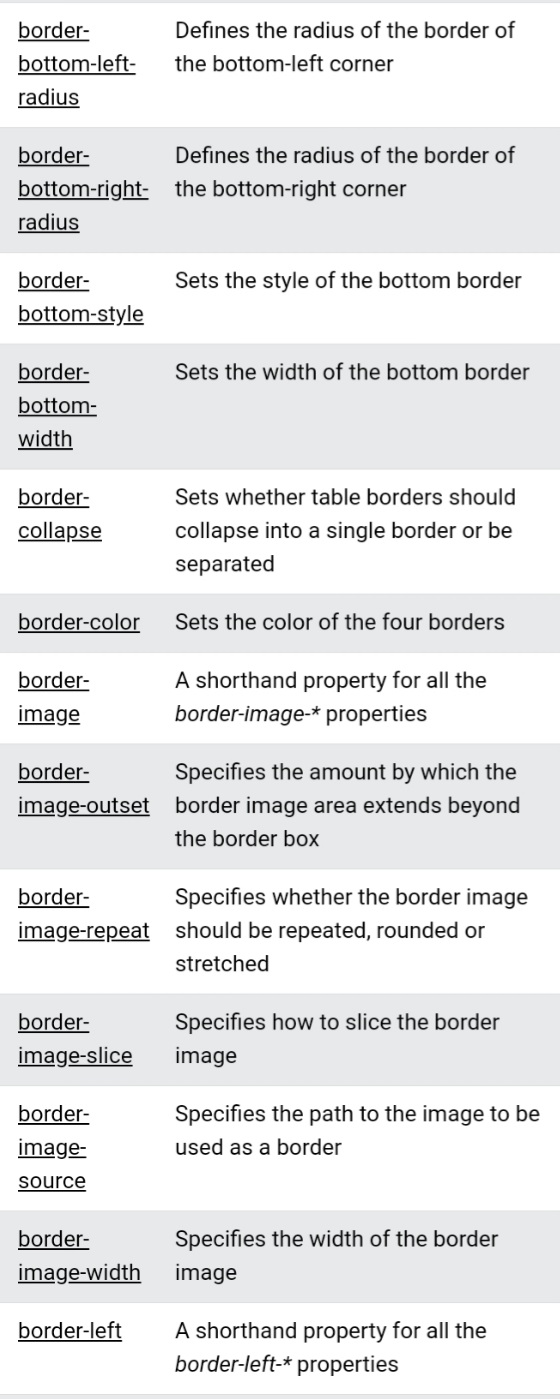 border-
bottom-left-
radius
Defines the radius of the border of
the bottom-left corner
border-
bottom-right-
radius
Defines the radius of the border of
the bottom-right corner
border-
bottom-style
Sets the style of the bottom border
border-
bottom-
width
Sets the width of the bottom border
border-
collapse
Sets whether table borders should
collapse into a single border or be
separated
border-color
Sets the color of the four borders
border-
image
A shorthand property for all the
border-image-* properties
border-
image-outset
Specifies the amount by which the
border image area extends beyond
the border box
border-
image-repeat
Specifies whether the border image
should be repeated, rounded or
stretched
border-
image-slice
Specifies how to slice the border
image
border-
image-
source
Specifies the path to the image to be
used as a border
border-
image-width
Specifies the width of the border
image
border-left
A shorthand property for all the
border-left-* properties